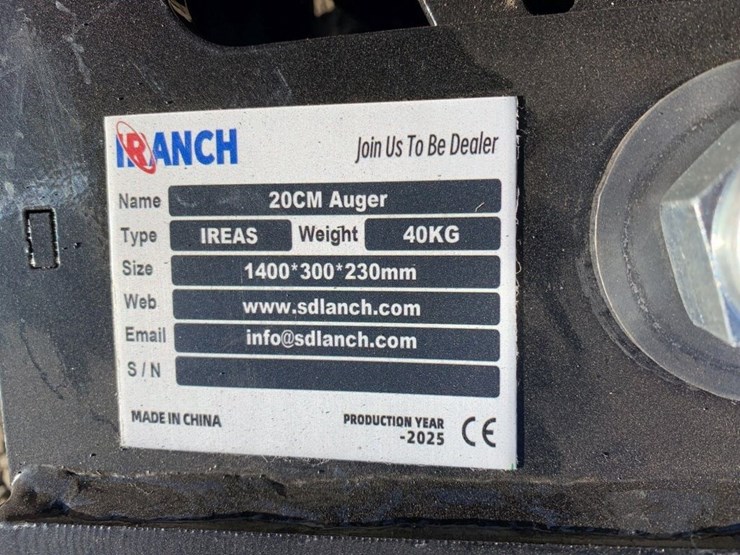 IRANCH
Join Us To Be Dealer
Name 20CM Auger
Type IREAS Weight 40KG
Size 1400*300*230mm
Web www.sdlanch.com
Email info@sdlanch.com
S/N
MADE IN CHINA
PRODUCTION YEAR
-2025
CE